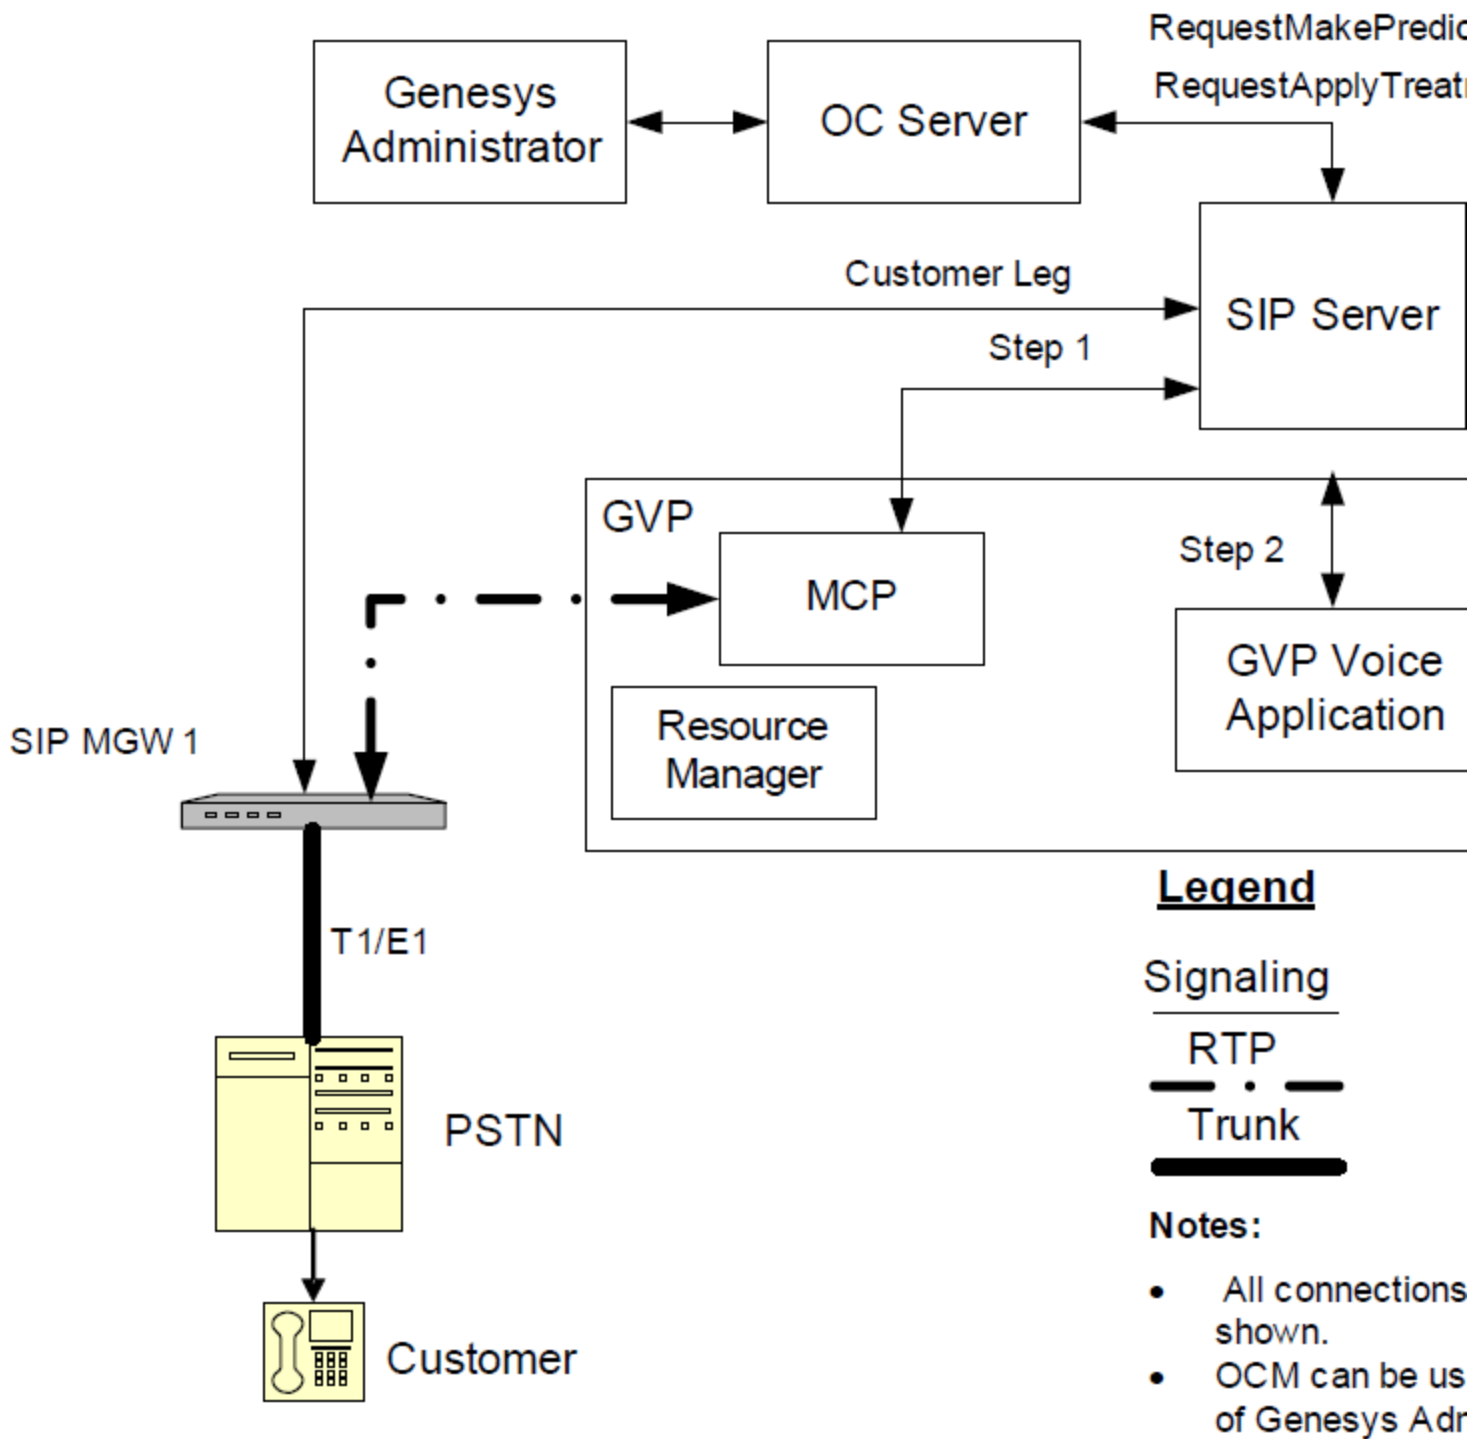 RequestMakePredic
RequestApplyTreat
Genesys
Administrator
OC Server
Customer Leg
SIP Server
Step 1
GVP
MCP
Step 2
GVP Voice
Application
Resource
Manager
SIP MGW 1
T1/E1
PSTN
Customer
Legend
Signaling
RTP
Trunk
Notes:
• All connections
shown.
• OCM can be us
of Genesys Adr